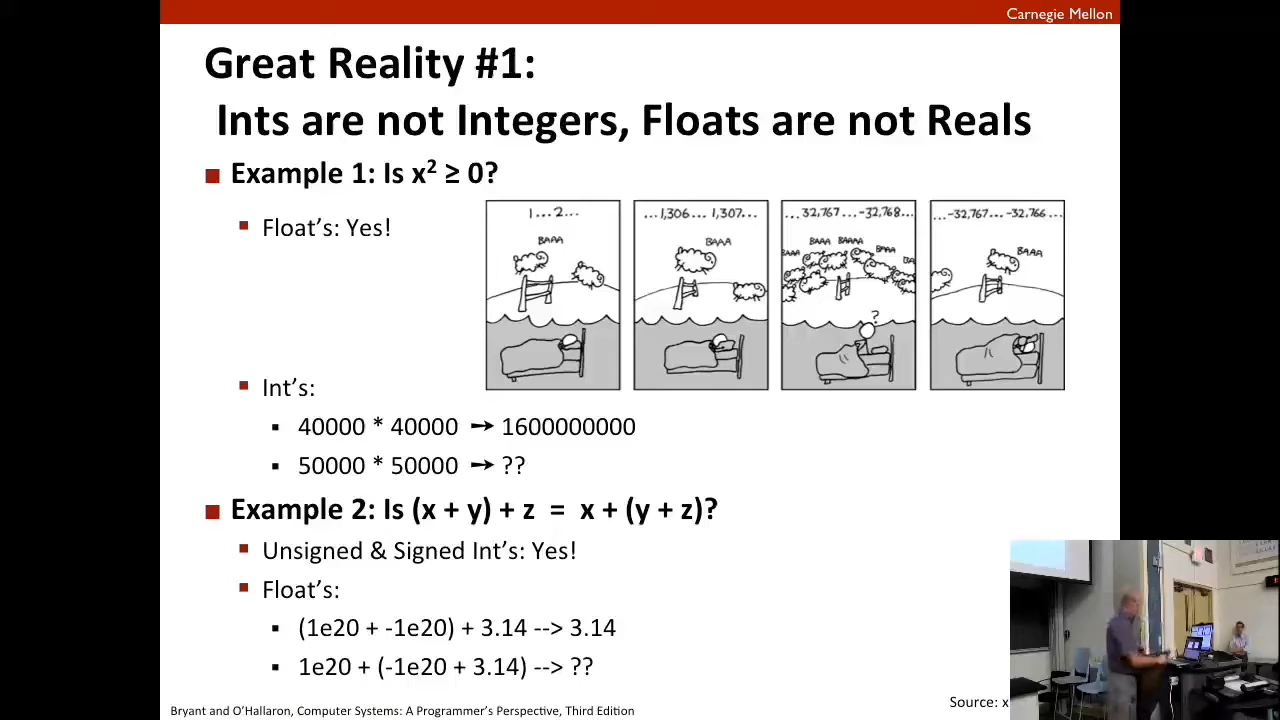 Carnegie Mellon
Great Reality #1:
Ints are not Integers, Floats are not Reals
Example 1: Is x² ≥ 0?
Float's: Yes!
1...2...
BAAA
...1,306... 1,307...
BAAA
...32,767...-32,768...
BAAA BAAA BAAAA BAAA BA
...-32,767...-32,766...
BAAA
?
Int's:
40000 * 40000 → 1600000000
50000 * 50000 → ??
Example 2: Is (x + y) + z = x + (y + z)?
Unsigned & Signed Int's: Yes!
Float's:
(1e20 + -1e20) + 3.14 --> 3.14
1e20 + (-1e20 + 3.14) --> ??
Source: x
Bryant and O'Hallaron, Computer Systems: A Programmer's Perspective, Third Edition